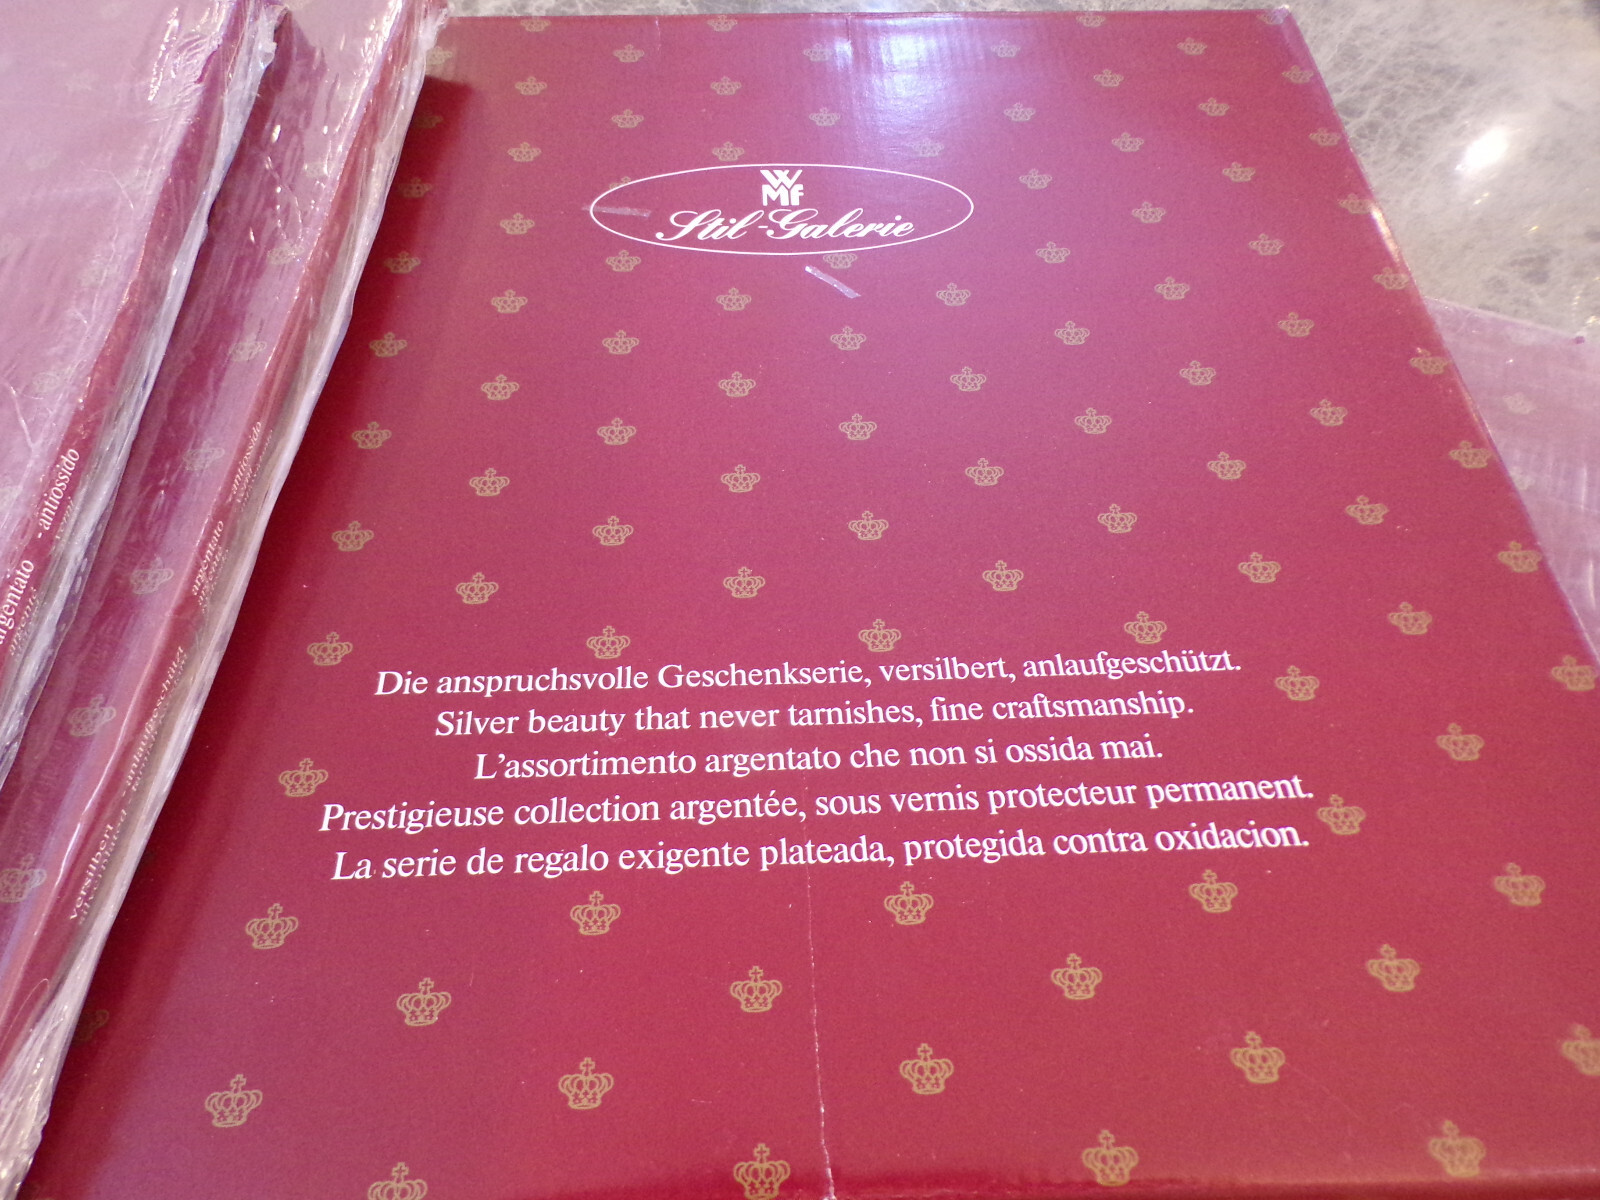 WMF
Stil-Galerie
Die anspruchsvolle Geschenkserie, versilbert, anlaufgeschützt.
Silver beauty that never tarnishes, fine craftsmanship.
L'assortimento argentato che non si ossida mai.
Prestigieuse collection argentée, sous vernis protecteur permanent.
La serie de regalo exigente plateada, protegida contra oxidacion.
argentato - antiossido
versilbert - anlaufgeschützt
argentato - antiossido